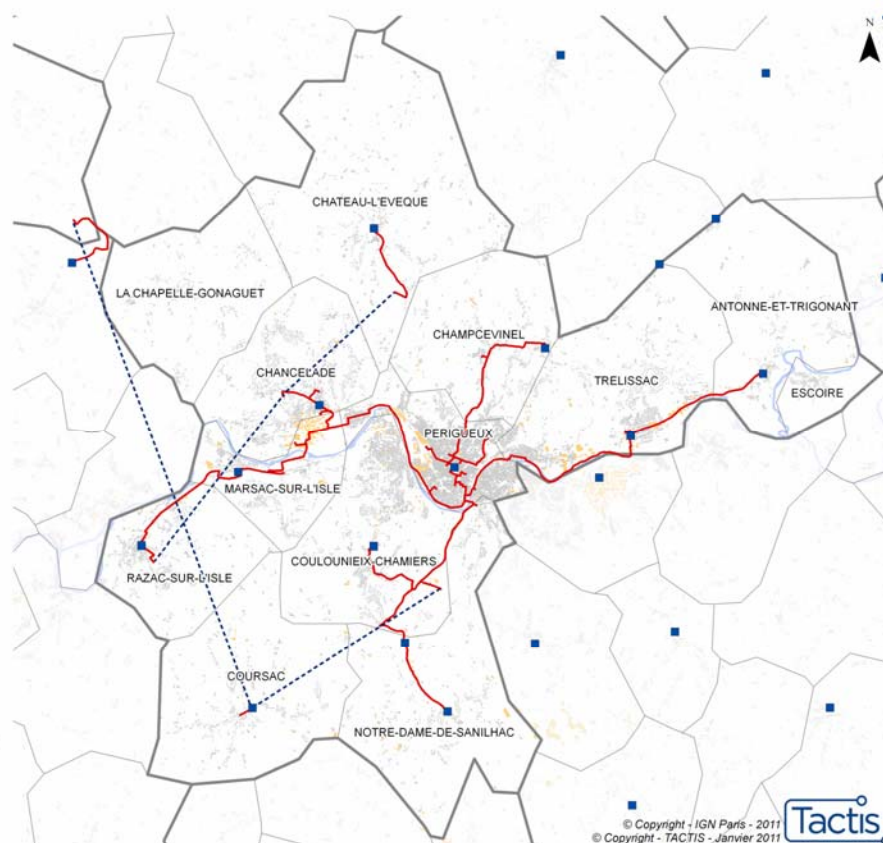 N
CHATEAU-L'EVEQUE
LA CHAPELLE-GONAGUET
ANTONNE-ET-TRIGONANT
CHAMPCEVINEL
CHANCELADE
TRELISSAC
ESCOIRE
PERIGUEUX
MARSAC-SUR-L'ISLE
COULOUNIEIX-CHAMIERS
RAZAC-SUR-L'ISLE
COURSAC
NOTRE-DAME-DE-SANILHAC
© Copyright - IGN Paris - 2011
© Copyright - TACTIS - Janvier 2011
Tactis